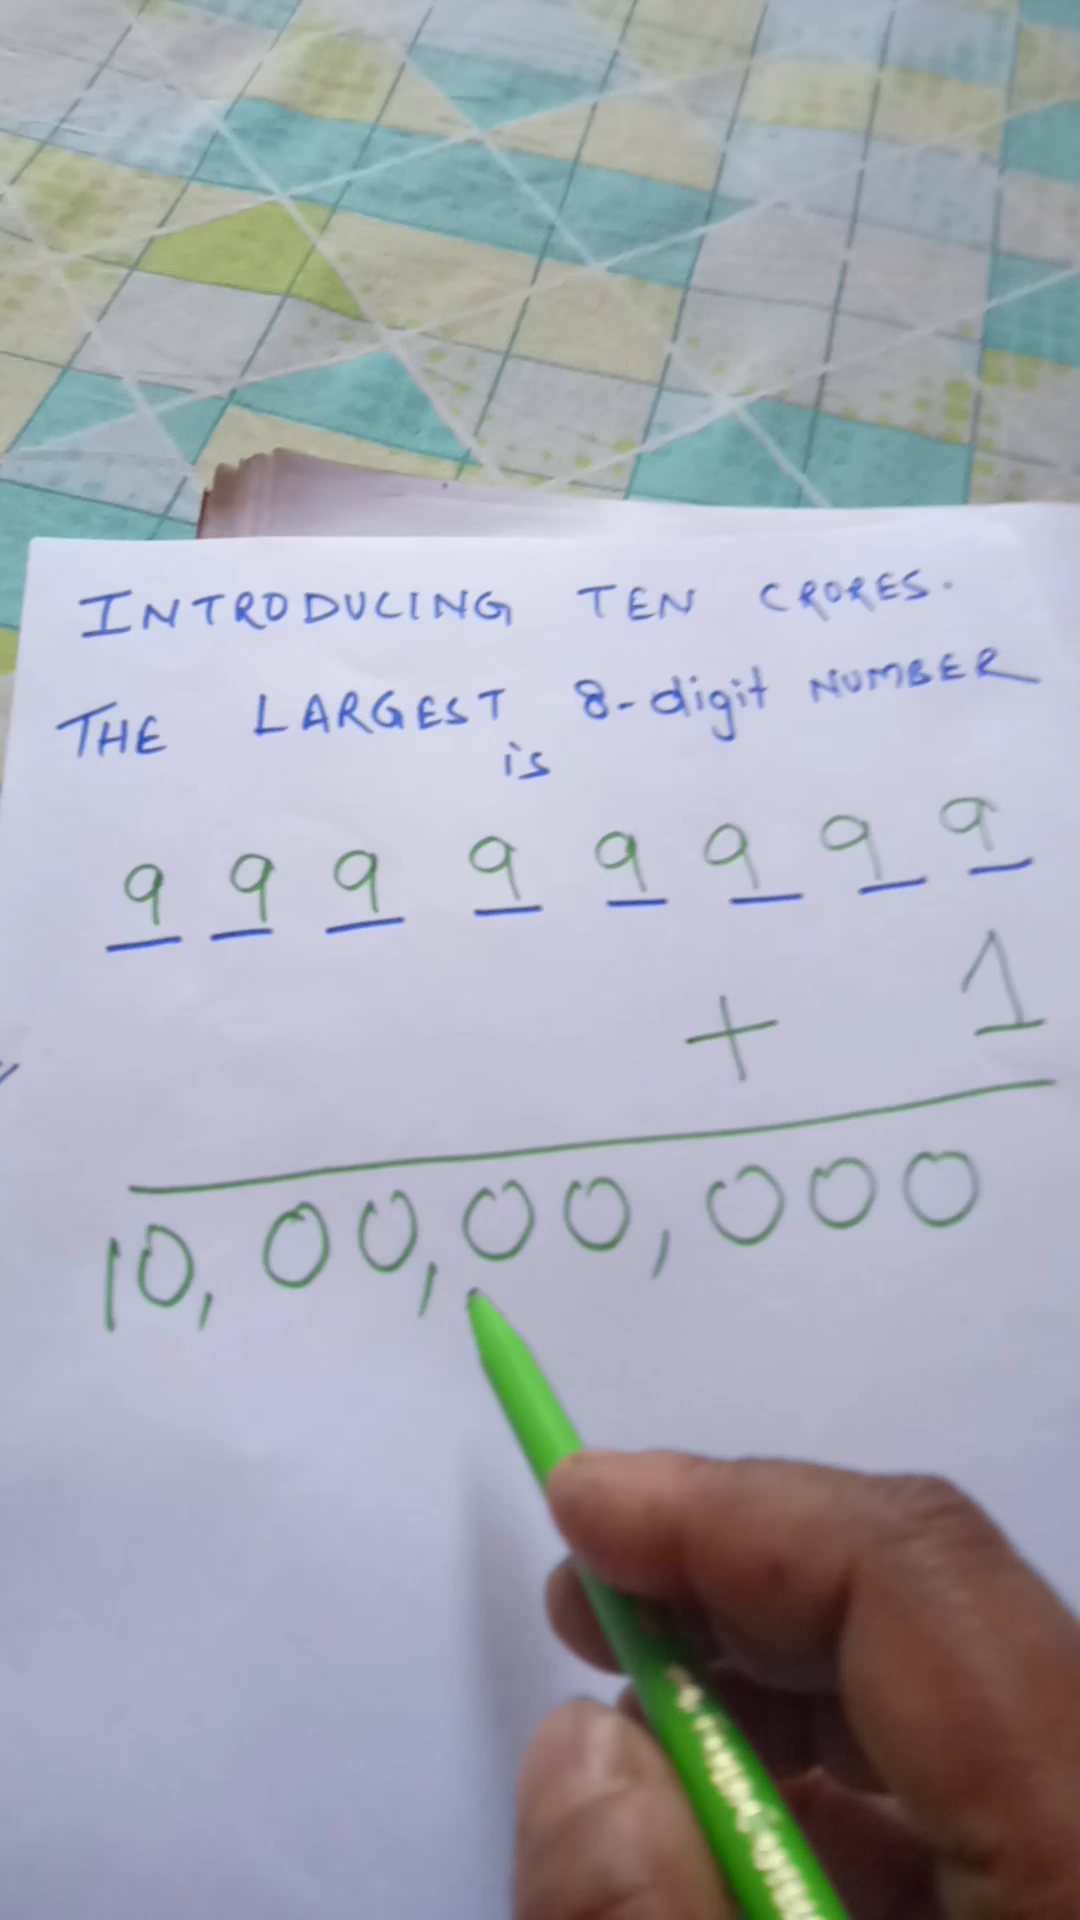 INTRODUCING TEN CRORES.
THE LARGEST 8-digit NUMBER
is
9 9 9 9 9 9 9 9
+ 1
10,00,00,000